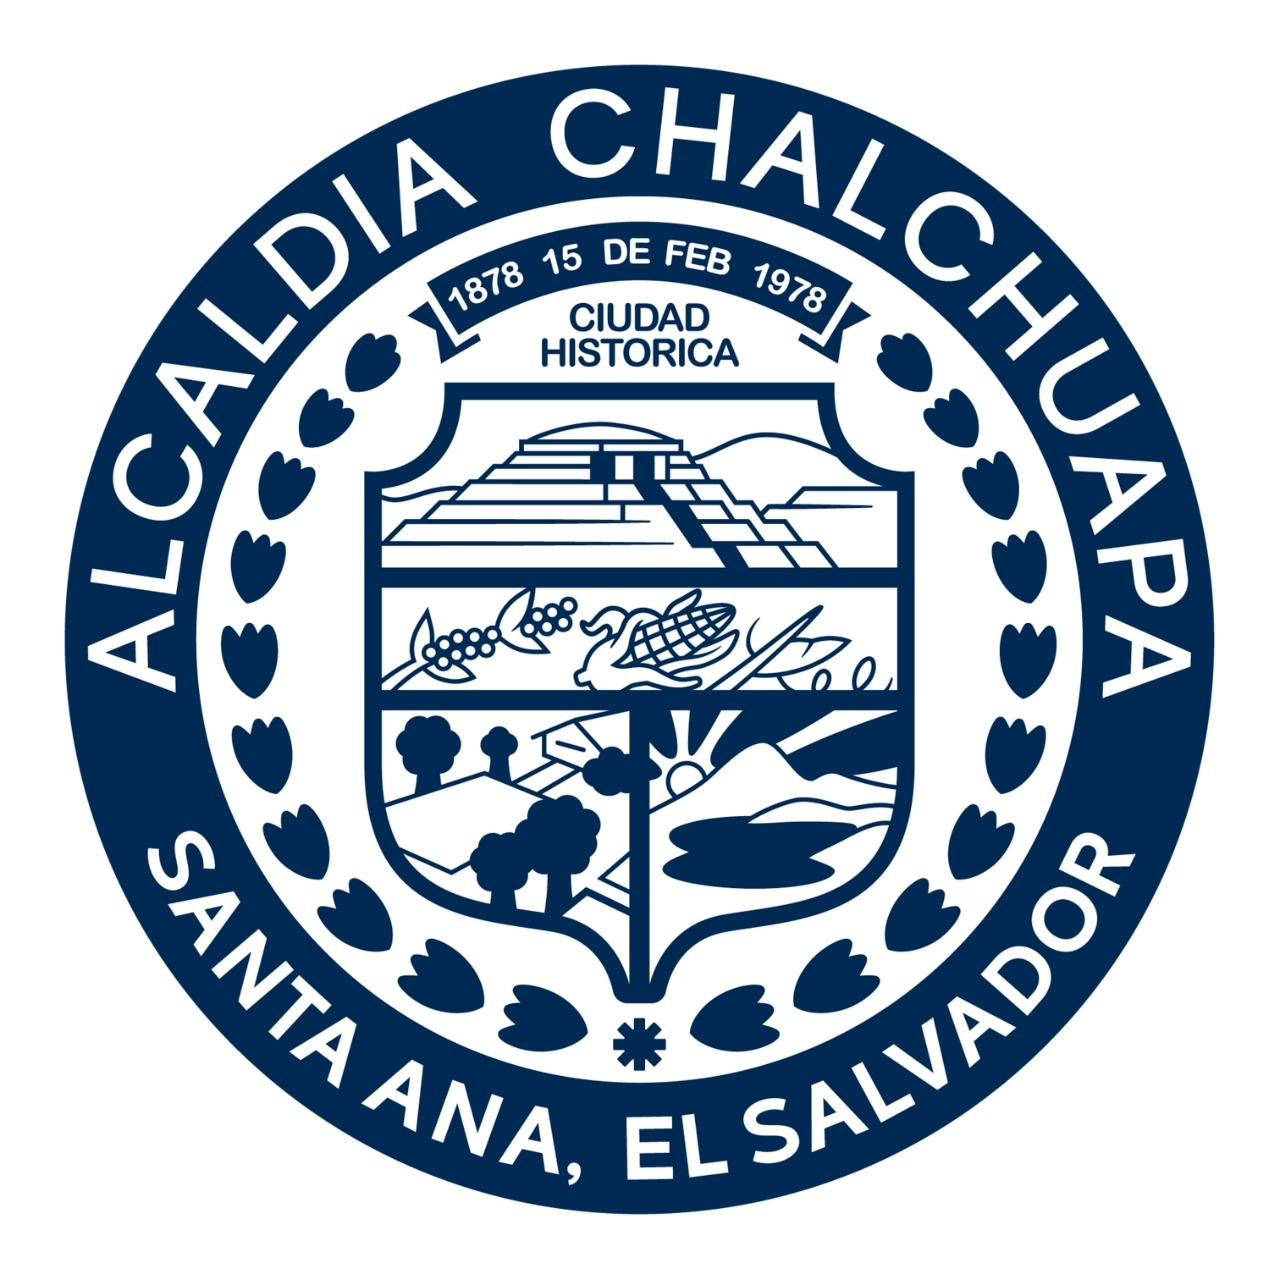 ALCALDIA CHALCHUAPA
1878 15 DE FEB 1978
CIUDAD
HISTORICA
SANTA ANA, EL SALVADOR